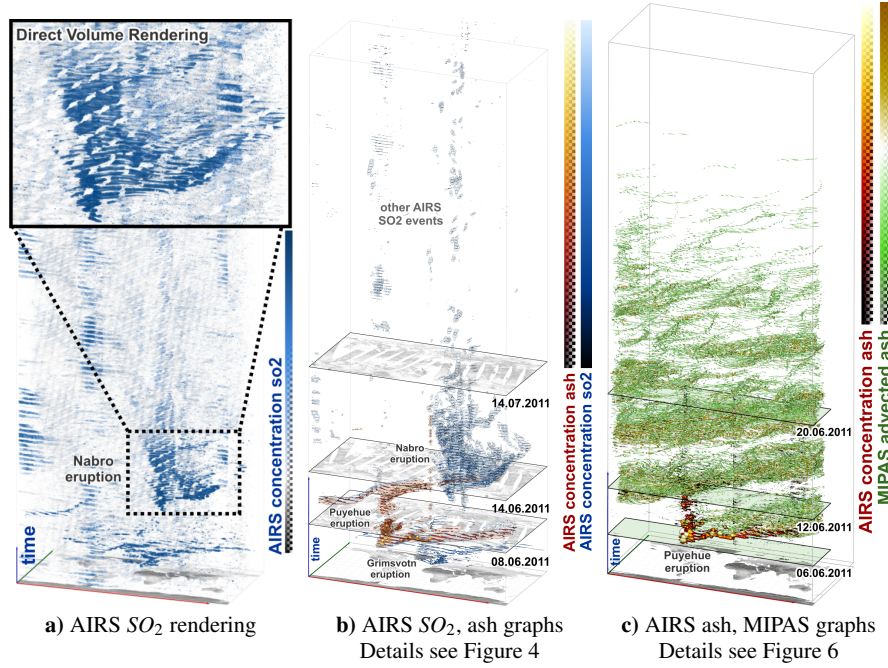 Direct Volume Rendering
Nabro
eruption
time
AIRS concentration so2
a) AIRS SO2 rendering
other AIRS
SO2 events
14.07.2011
Nabro
eruption
14.06.2011
Puyehue
eruption
time
Grimsvotn
eruption
08.06.2011
AIRS concentration ash
AIRS concentration so2
b) AIRS SO2, ash graphs
Details see Figure 4
20.06.2011
12.06.2011
time
Puyehue
eruption
06.06.2011
AIRS concentration ash
MIPAS advected ash
c) AIRS ash, MIPAS graphs
Details see Figure 6